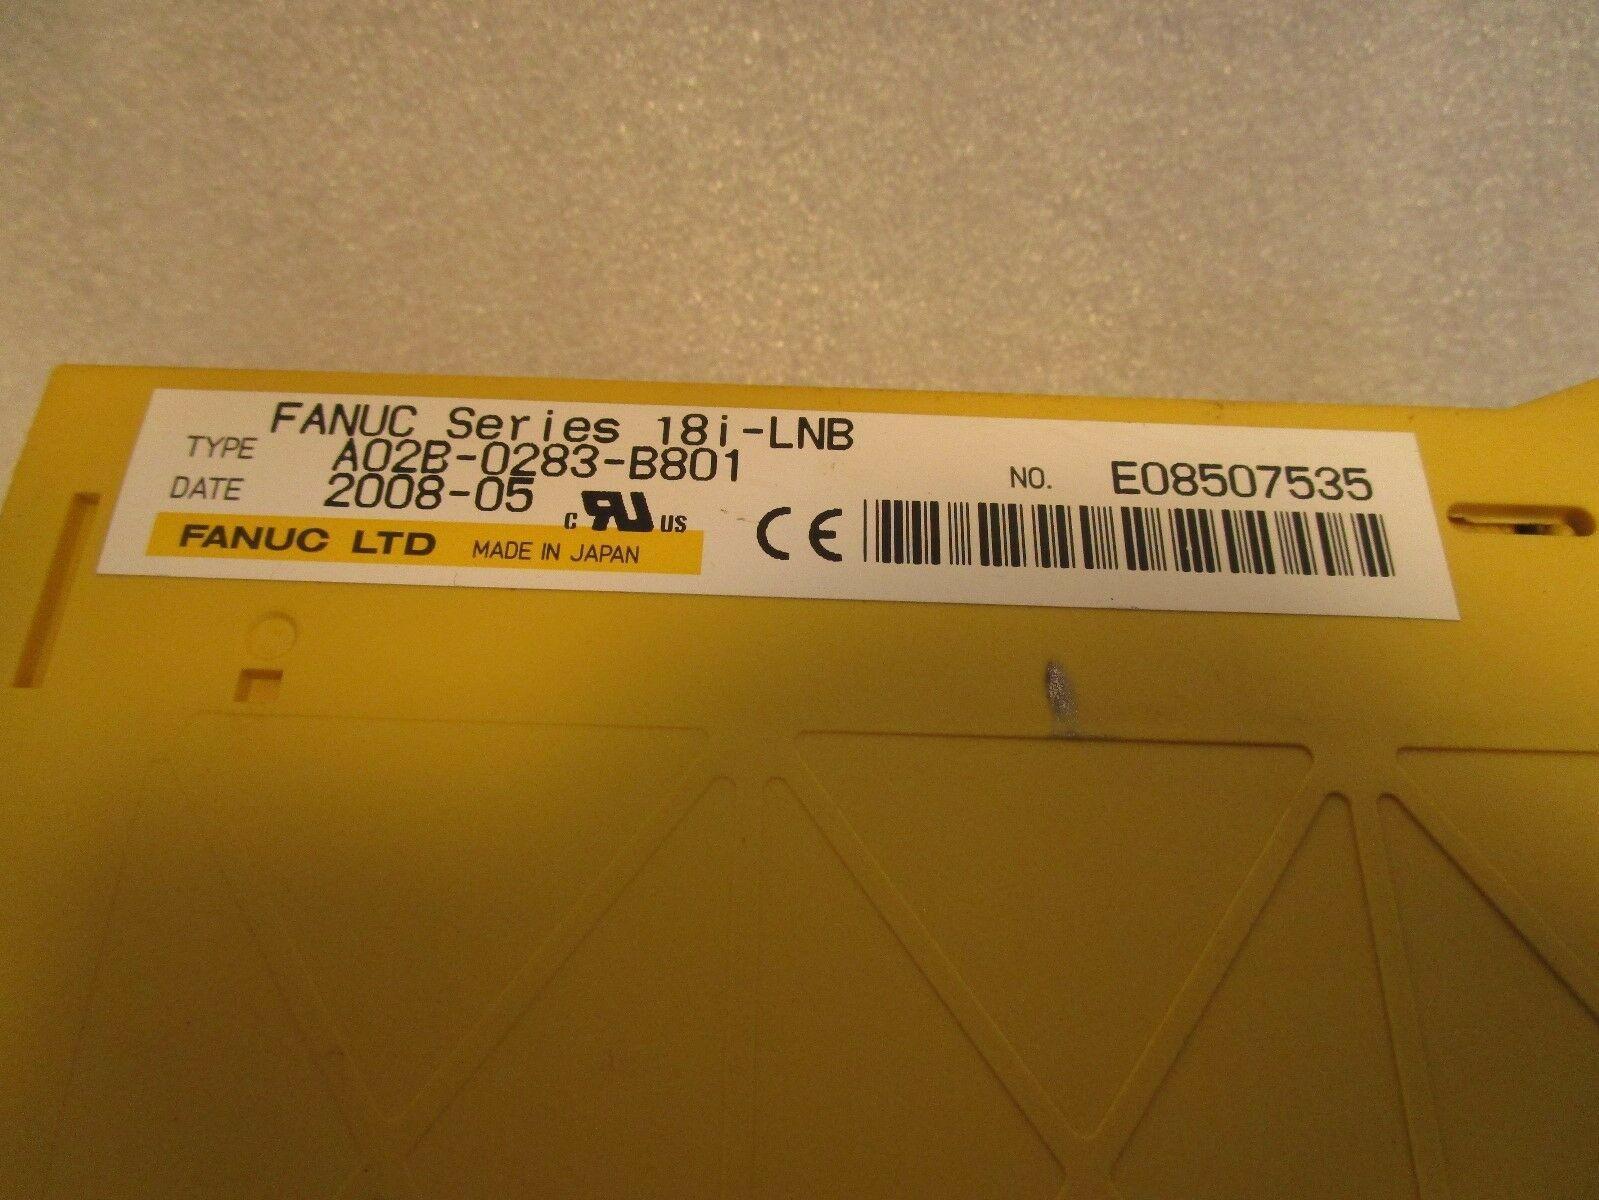 FANUC Series 18i-LNB
TYPE A02B-0283-B801
DATE 2008-05
NO. E08507535
c RU US
CE
FANUC LTD MADE IN JAPAN